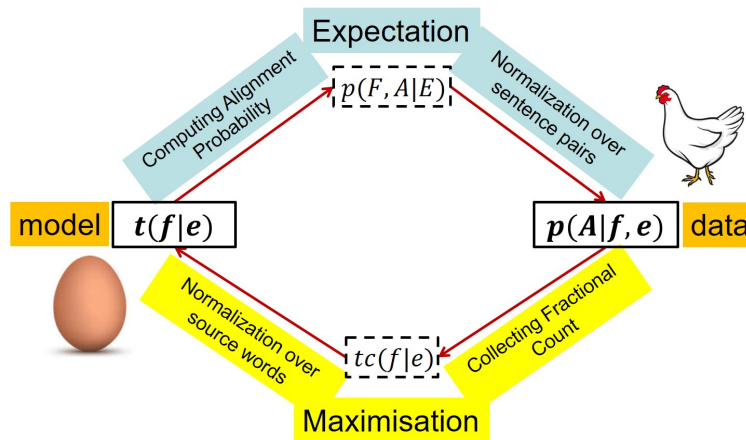 Expectation
Computing Alignment
Probability
p(F, A|E)
Normalization over
sentence pairs
model
t(f|e)
p(A|f, e)
data
Normalization over
source words
tc(f|e)
Collecting Fractional
Count
Maximisation